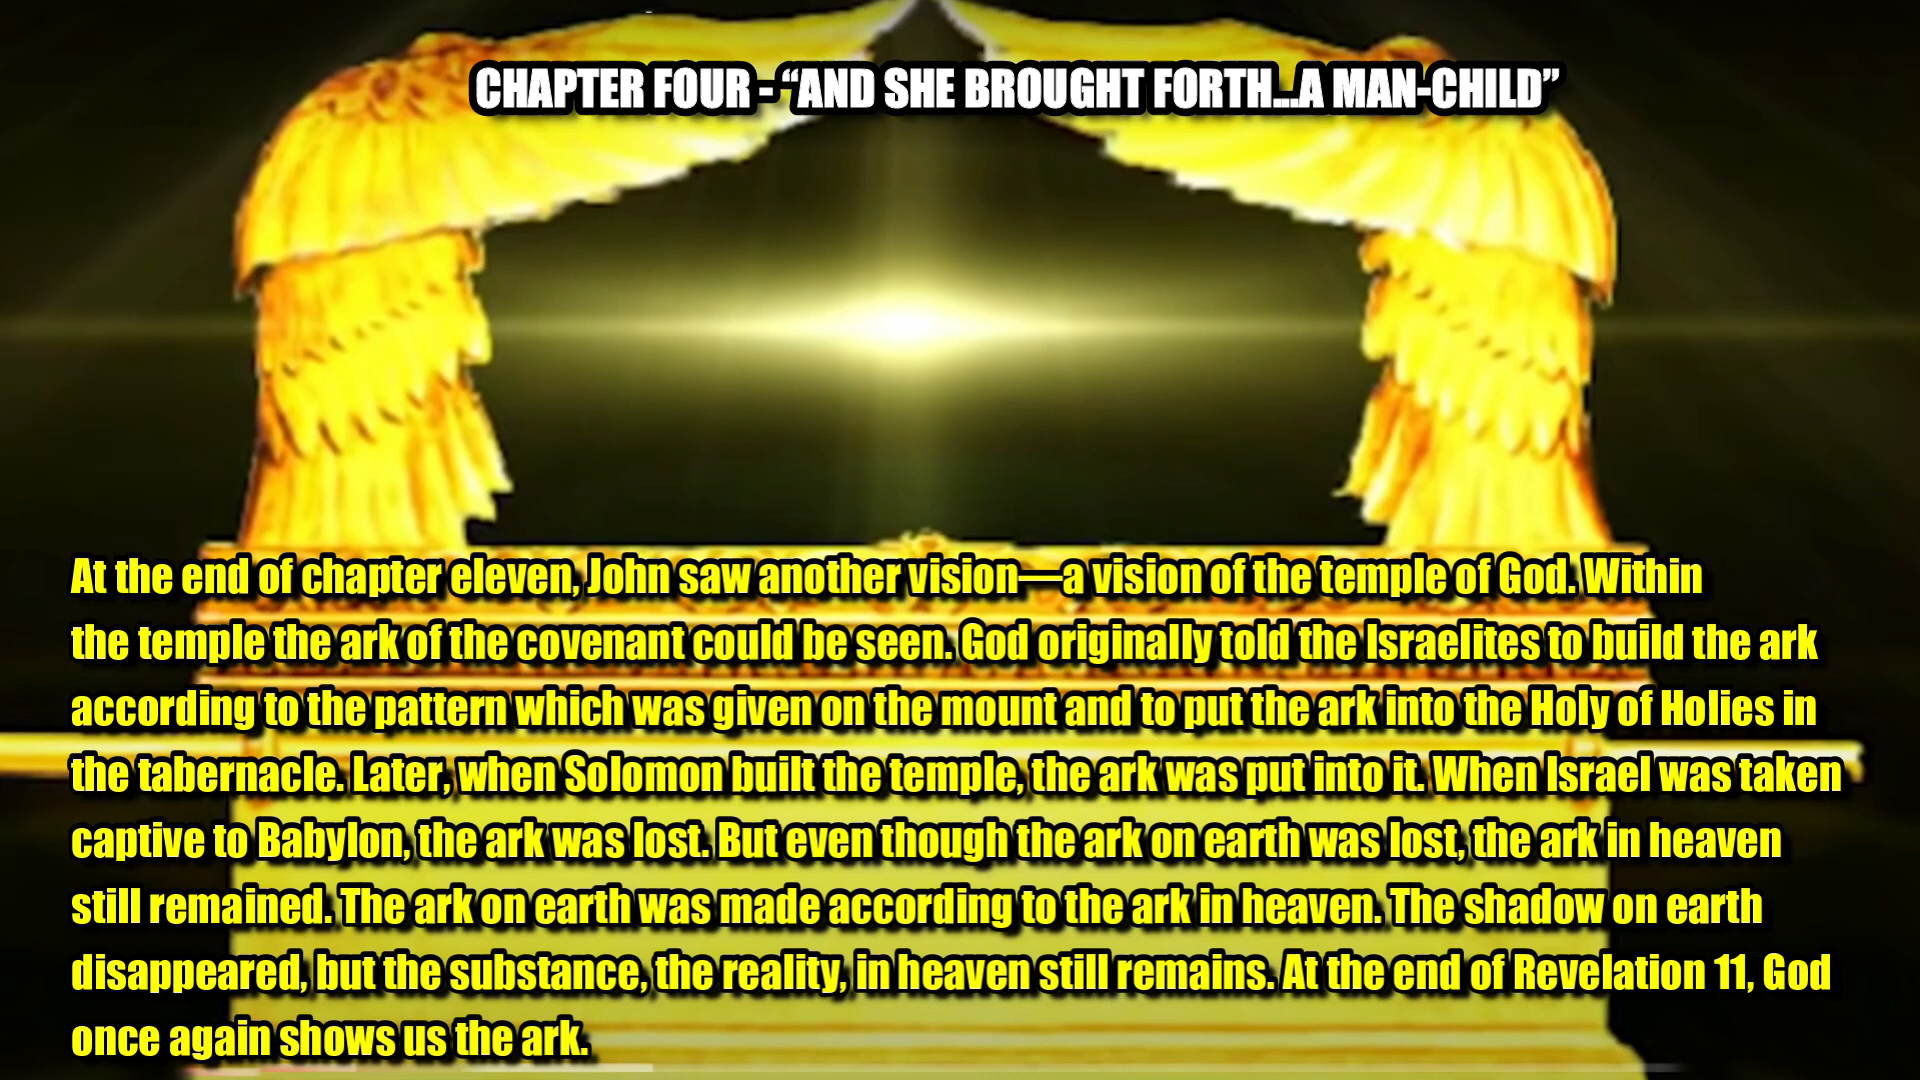 CHAPTER FOUR - “AND SHE BROUGHT FORTH...A MAN-CHILD”
At the end of chapter eleven, John saw another vision—a vision of the temple of God. Within
the temple the ark of the covenant could be seen. God originally told the Israelites to build the ark
according to the pattern which was given on the mount and to put the ark into the Holy of Holies in
the tabernacle. Later, when Solomon built the temple, the ark was put into it. When Israel was taken
captive to Babylon, the ark was lost. But even though the ark on earth was lost, the ark in heaven
still remained. The ark on earth was made according to the ark in heaven. The shadow on earth
disappeared, but the substance, the reality, in heaven still remains. At the end of Revelation 11, God
once again shows us the ark.